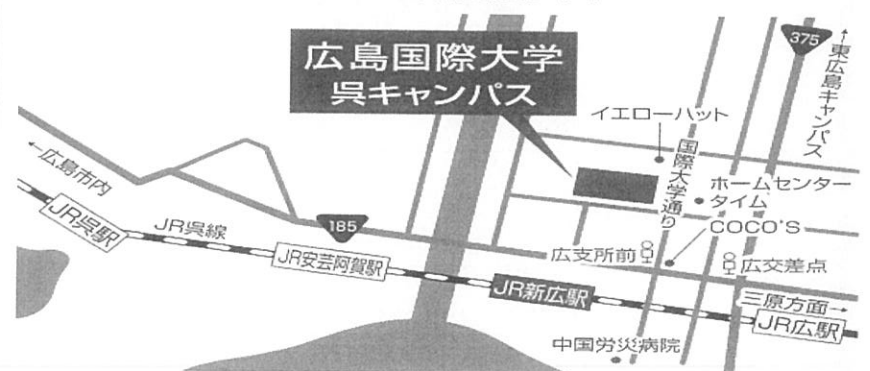 広島国際大学
呉キャンパス
375
↑東広島キャンパス
イエローハット
国際大学通り
ホームセンター
タイム
COCO'S
←広島市内
JR呉駅
JR呉線
185
JR安芸阿賀駅
広支所前
広交差点
JR新広駅
三原方面→
JR広駅
中国労災病院